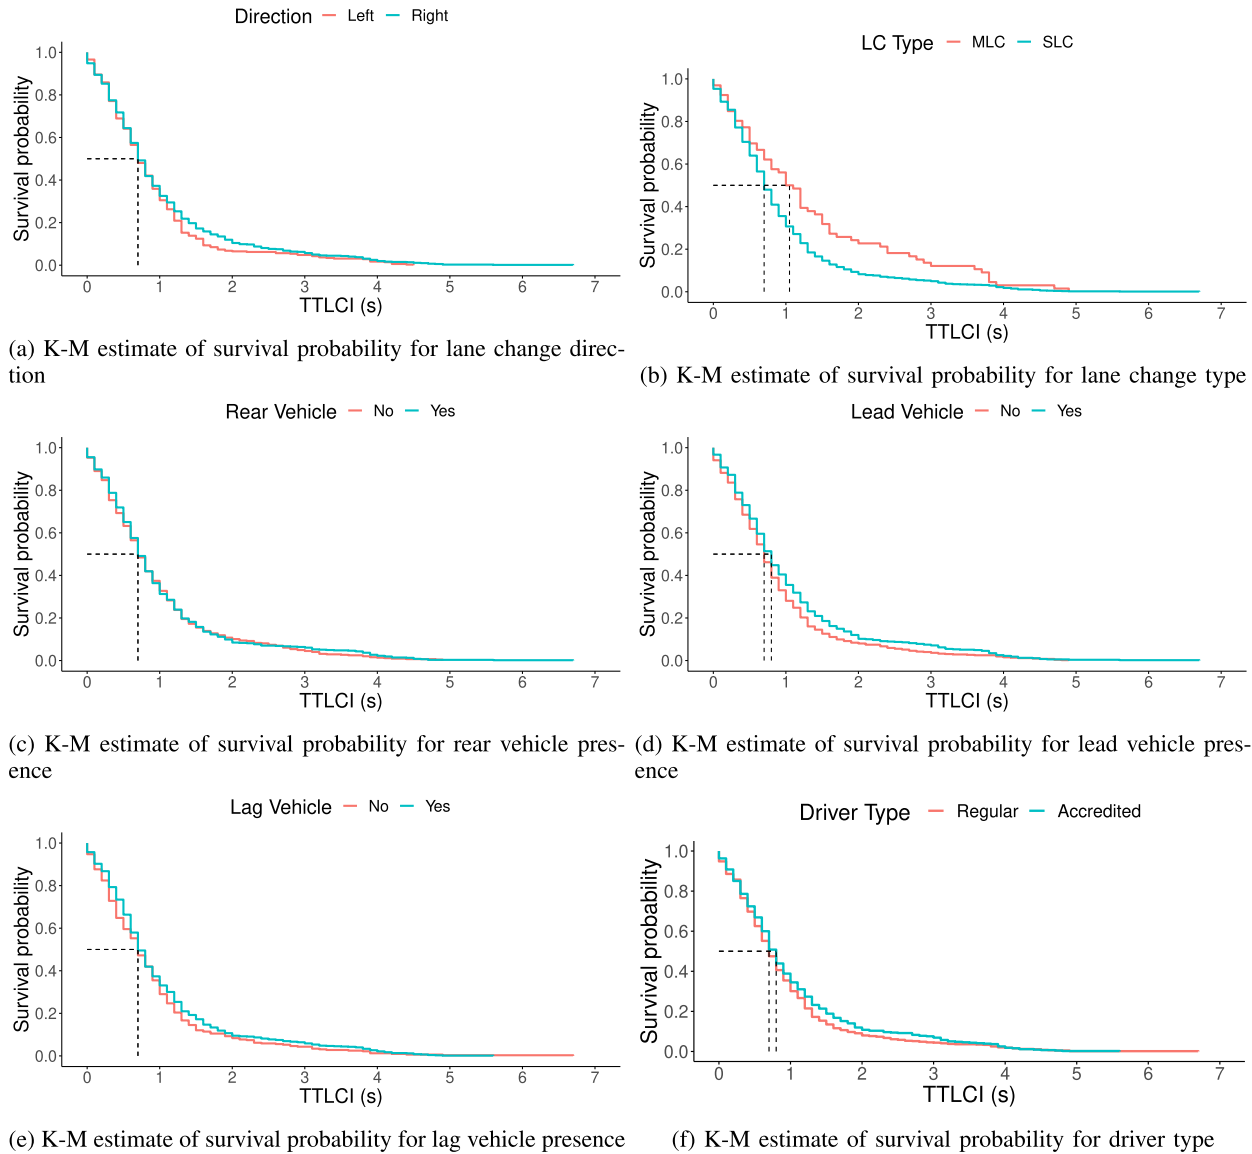 Direction Left Right
1.0
0.8
0.6
0.4
0.2
0.0
Survival probability
0 1 2 3 4 5 6 7
TTLCI (s)
(a) K-M estimate of survival probability for lane change direc-
tion
LC Type MLC SLC
1.0
0.8
0.6
0.4
0.2
0.0
Survival probability
0 1 2 3 4 5 6 7
TTLCI (s)
(b) K-M estimate of survival probability for lane change type
Rear Vehicle No Yes
1.0
0.8
0.6
0.4
0.2
0.0
Survival probability
0 1 2 3 4 5 6 7
TTLCI (s)
(c) K-M estimate of survival probability for rear vehicle pres-
ence
Lead Vehicle No Yes
1.0
0.8
0.6
0.4
0.2
0.0
Survival probability
0 1 2 3 4 5 6 7
TTLCI (s)
(d) K-M estimate of survival probability for lead vehicle pres-
ence
Lag Vehicle No Yes
1.0
0.8
0.6
0.4
0.2
0.0
Survival probability
0 1 2 3 4 5 6 7
TTLCI (s)
(e) K-M estimate of survival probability for lag vehicle presence
Driver Type Regular Accredited
1.0
0.8
0.6
0.4
0.2
0.0
Survival probability
0 1 2 3 4 5 6 7
TTLCI (s)
(f) K-M estimate of survival probability for driver type